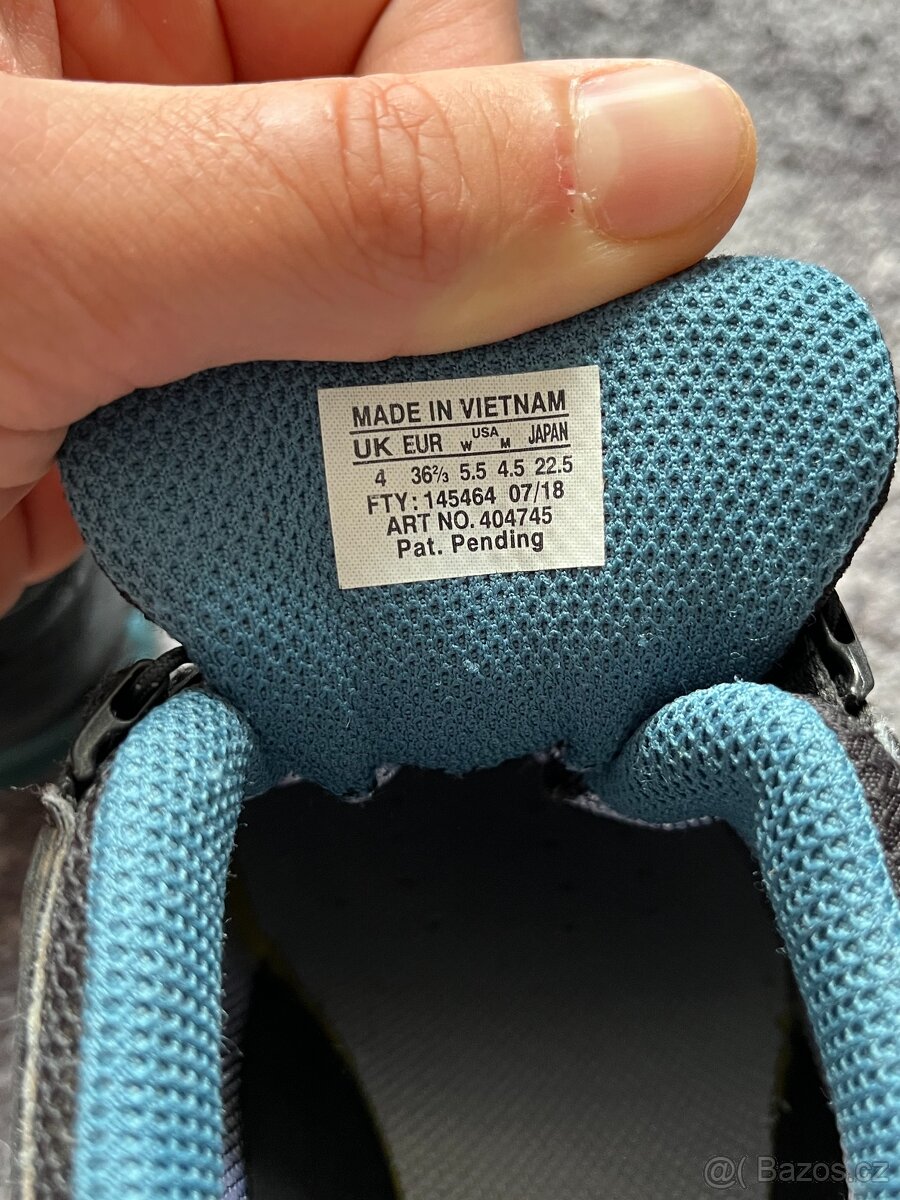 MADE IN VIETNAM
UK EUR W USA M JAPAN
4 36⅔ 5.5 4.5 22.5
FTY: 145464 07/18
ART NO. 404745
Pat. Pending
@( Bazos.cz